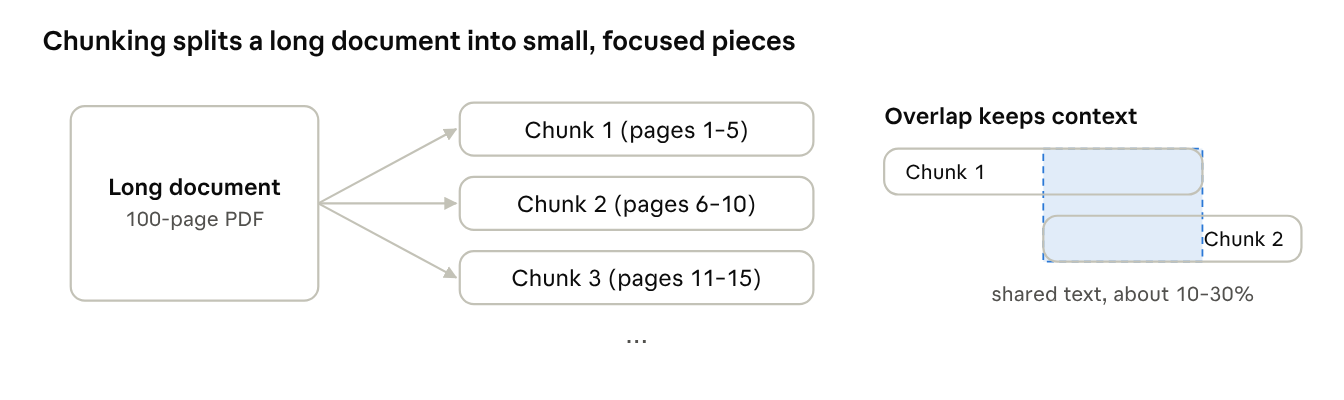 Chunking splits a long document into small, focused pieces
Long document
100-page PDF
Chunk 1 (pages 1–5)
Chunk 2 (pages 6–10)
Chunk 3 (pages 11–15)
...
Overlap keeps context
Chunk 1
Chunk 2
shared text, about 10–30%